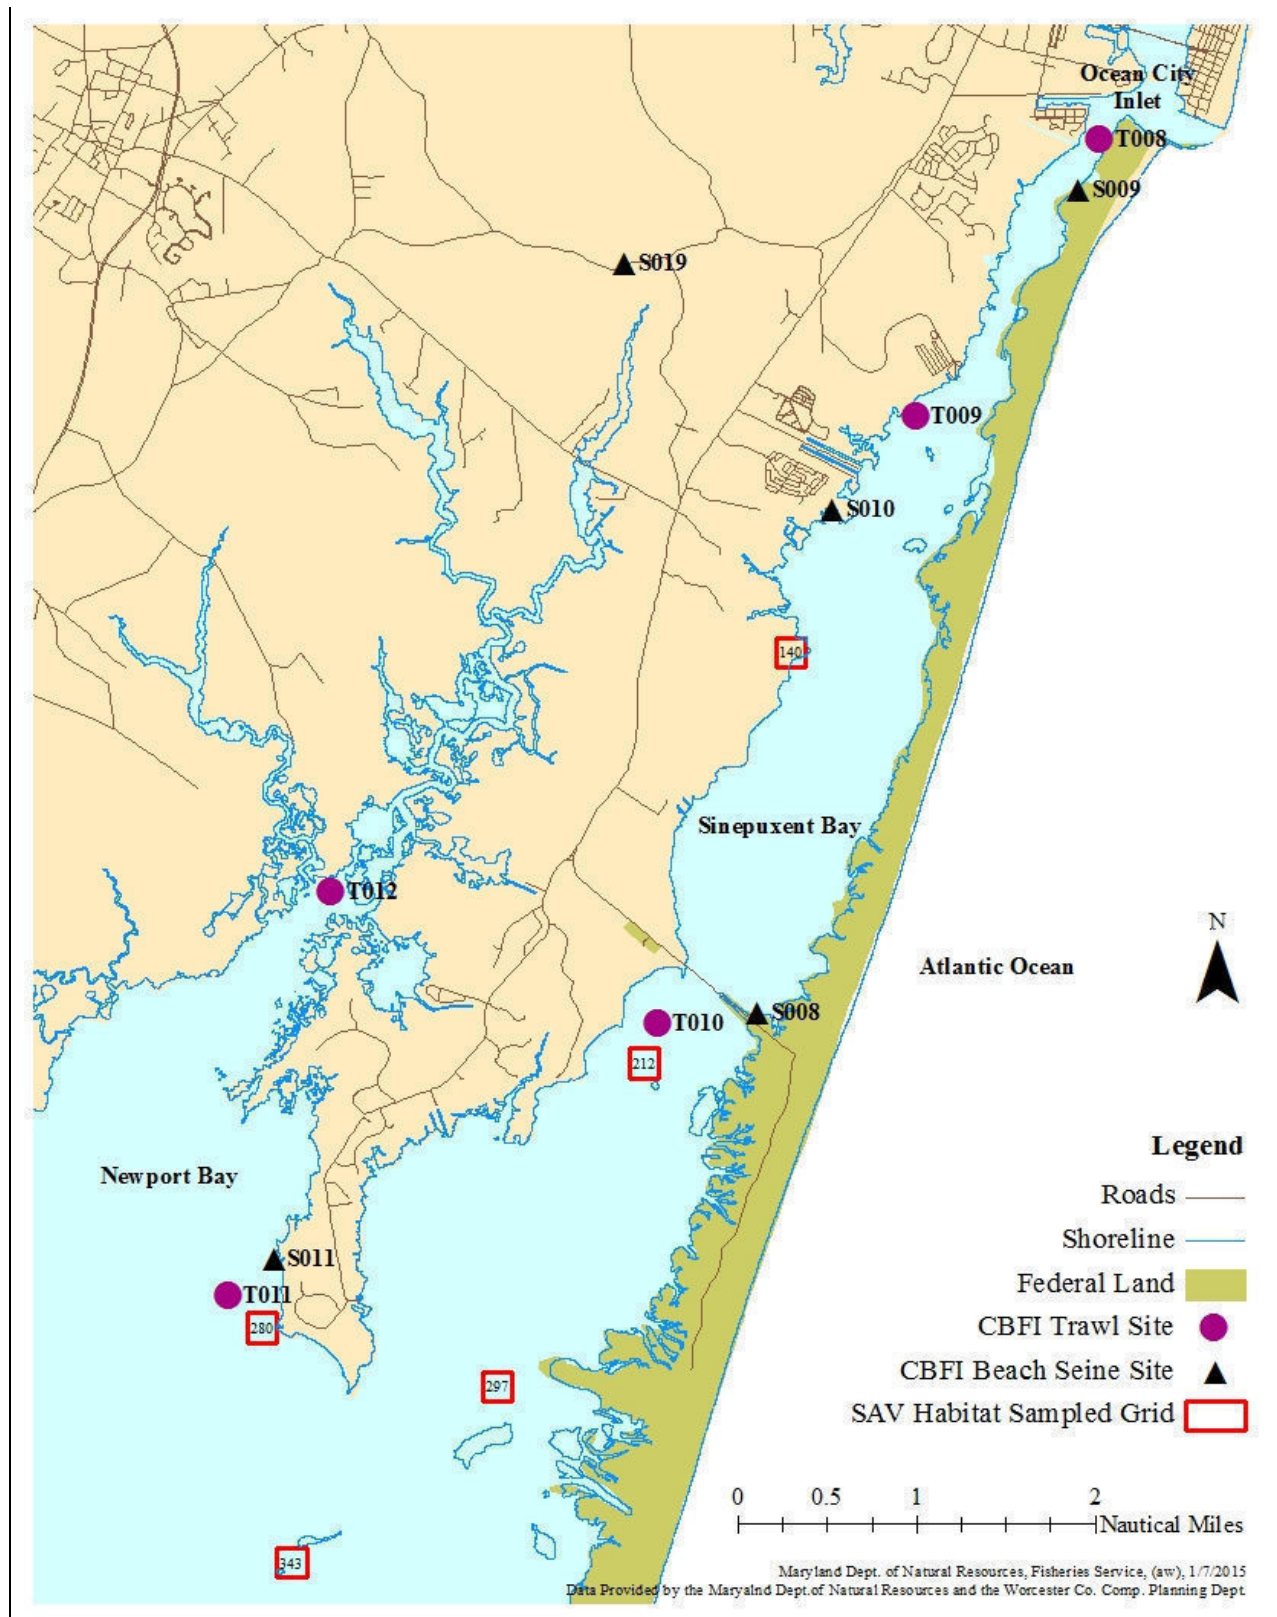 Ocean City
Inlet
T008
S009
S019
T009
S010
140
Sinepuxent Bay
T012
N
Atlantic Ocean
S008
T010
212
Legend
Newport Bay
Roads
Shoreline
S011
Federal Land
T011
280
CBFI Trawl Site
CBFI Beach Seine Site
297
SAV Habitat Sampled Grid
0 0.5 1 2
Nautical Miles
343
Maryland Dept. of Natural Resources, Fisheries Service, (aw), 1/7/2015
Data Provided by the Maryalnd Dept.of Natural Resources and the Worcester Co. Comp. Planning Dept.